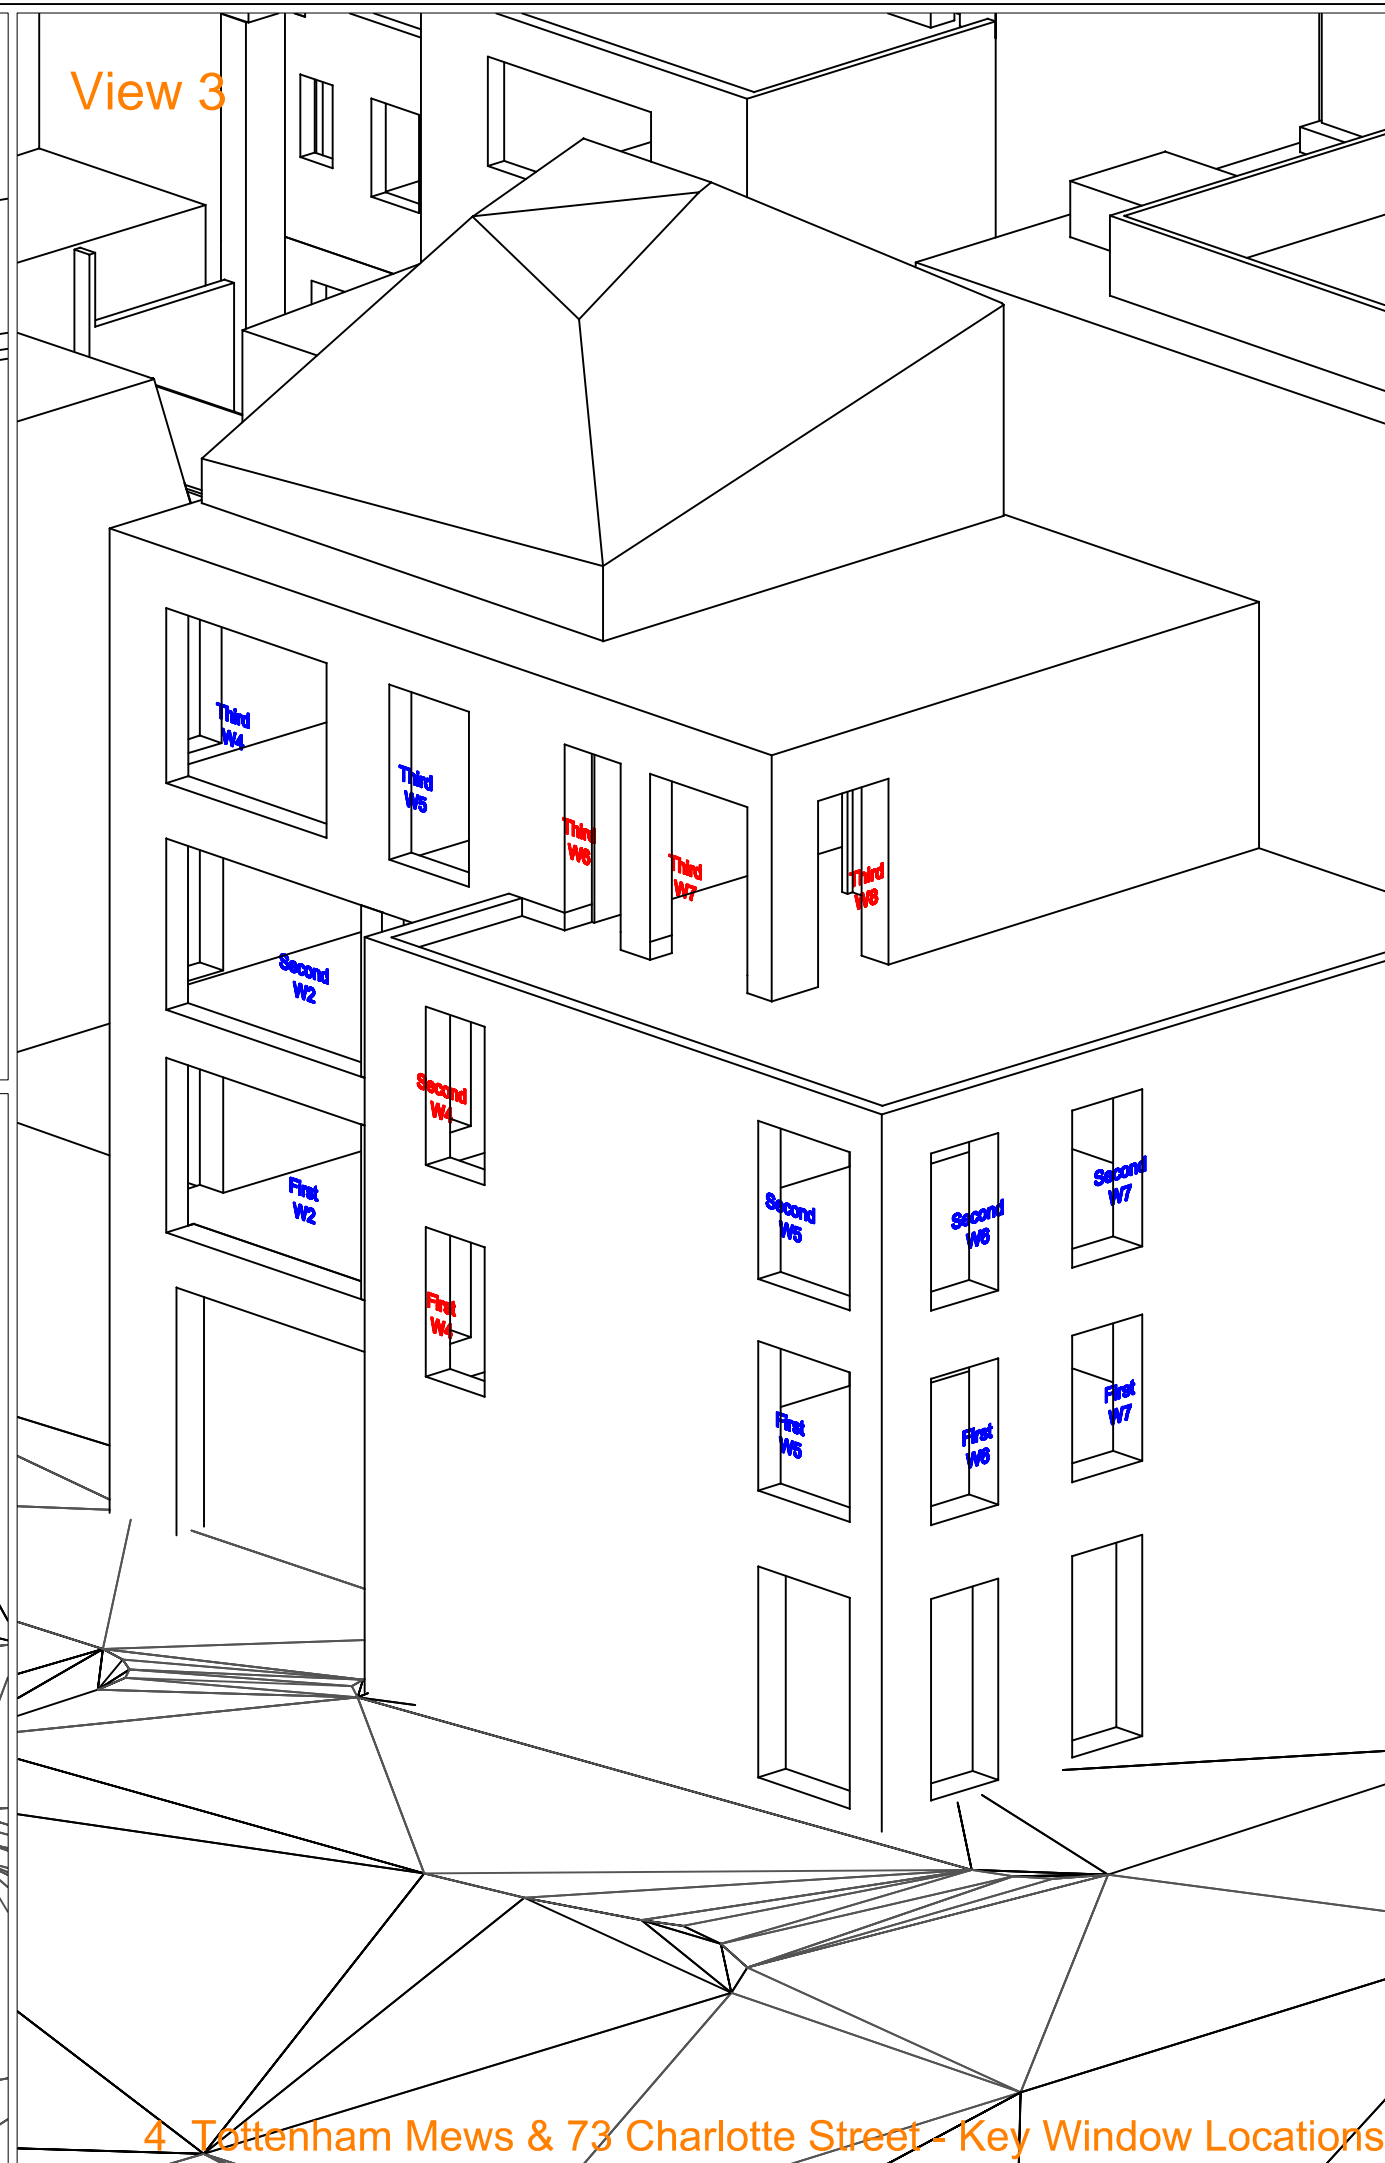 View 3
Third
W4
Third
W5
Third
W6
Third
W7
Third
W8
Second
W2
Second
W4
Second
W5
Second
W6
Second
W7
First
W2
First
W4
First
W5
First
W6
First
W7
4 Tottenham Mews & 73 Charlotte Street - Key Window Locations